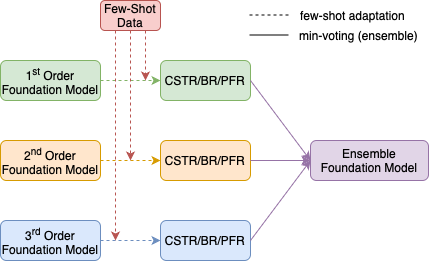 Few-Shot
Data
few-shot adaptation
min-voting (ensemble)
1st Order
Foundation Model
CSTR/BR/PFR
2nd Order
Foundation Model
CSTR/BR/PFR
Ensemble
Foundation Model
3rd Order
Foundation Model
CSTR/BR/PFR